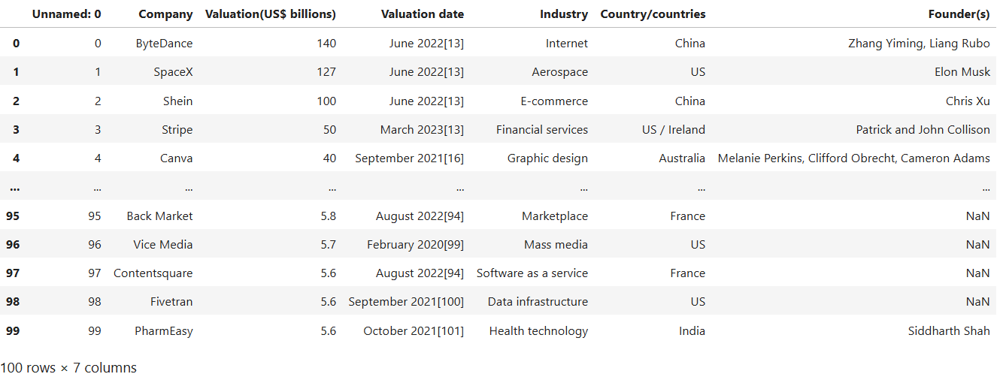 Unnamed: 0 Company Valuation(US$ billions) Valuation date Industry Country/countries Founder(s)
0 0 ByteDance 140 June 2022[13] Internet China Zhang Yiming, Liang Rubo
1 1 SpaceX 127 June 2022[13] Aerospace US Elon Musk
2 2 Shein 100 June 2022[13] E-commerce China Chris Xu
3 3 Stripe 50 March 2023[13] Financial services US / Ireland Patrick and John Collison
4 4 Canva 40 September 2021[16] Graphic design Australia Melanie Perkins, Clifford Obrecht, Cameron Adams
... ... ... ... ... ... ... ...
95 95 Back Market 5.8 August 2022[94] Marketplace France NaN
96 96 Vice Media 5.7 February 2020[99] Mass media US NaN
97 97 Contentsquare 5.6 August 2022[94] Software as a service France NaN
98 98 Fivetran 5.6 September 2021[100] Data infrastructure US NaN
99 99 PharmEasy 5.6 October 2021[101] Health technology India Siddharth Shah
100 rows × 7 columns